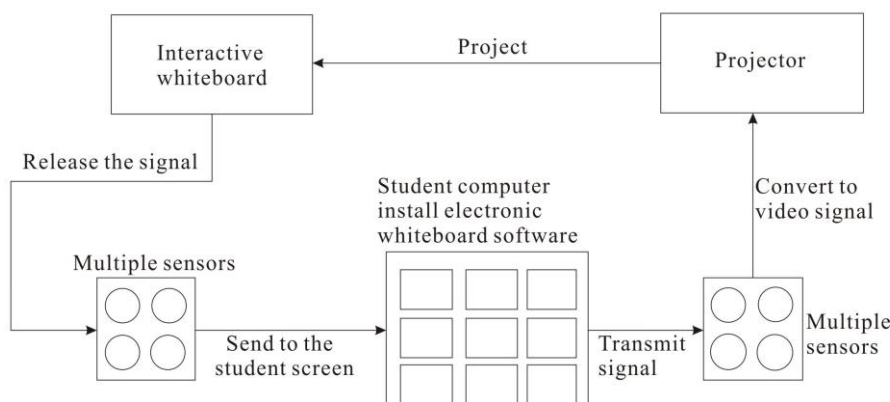 Interactive
whiteboard
Project
Projector
Release the signal
Student computer
install electronic
whiteboard software
Convert to
video signal
Multiple sensors
Send to the
student screen
Transmit
signal
Multiple
sensors